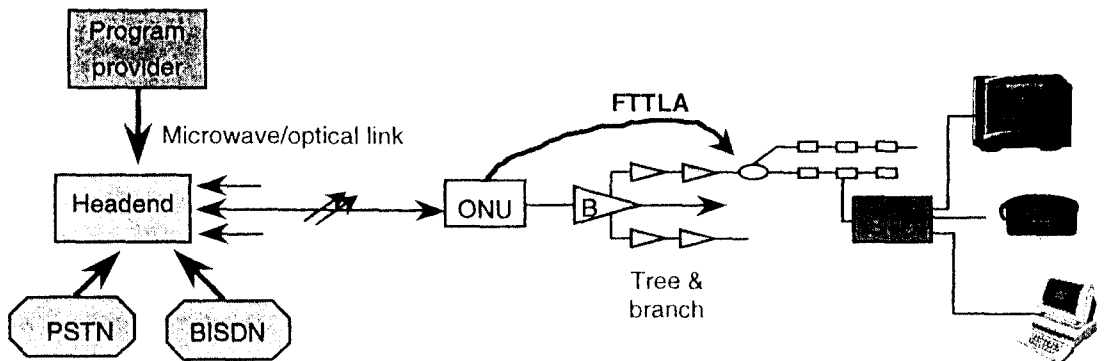 Program
provider
FTTLA
Microwave/optical link
Headend
ONU
B
Tree &
branch
PSTN
BISDN